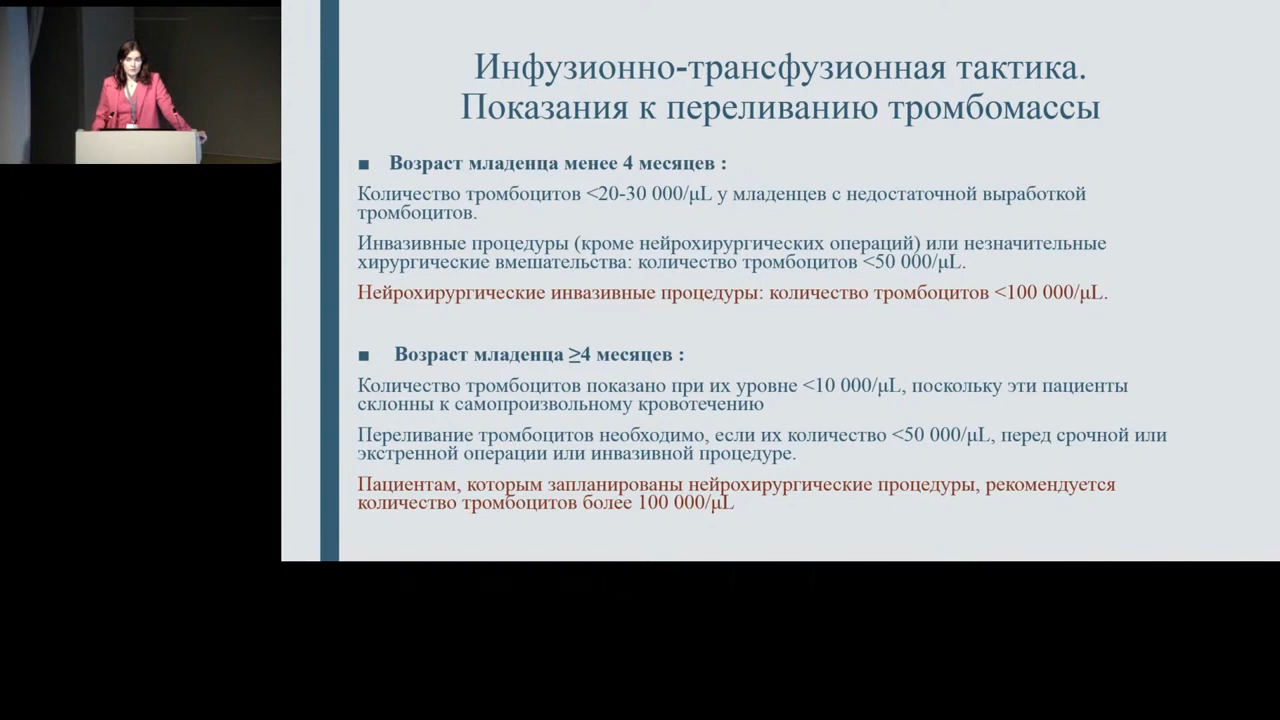 Инфузионно-трансфузионная тактика.
Показания к переливанию тромбомассы
■ Возраст младенца менее 4 месяцев :
Количество тромбоцитов <20-30 000/μL у младенцев с недостаточной выработкой
тромбоцитов.
Инвазивные процедуры (кроме нейрохирургических операций) или незначительные
хирургические вмешательства: количество тромбоцитов <50 000/μL.
Нейрохирургические инвазивные процедуры: количество тромбоцитов <100 000/μL.
■ Возраст младенца ≥4 месяцев :
Количество тромбоцитов показано при их уровне <10 000/μL, поскольку эти пациенты
склонны к самопроизвольному кровотечению
Переливание тромбоцитов необходимо, если их количество <50 000/μL, перед срочной или
экстренной операции или инвазивной процедуре.
Пациентам, которым запланированы нейрохирургические процедуры, рекомендуется
количество тромбоцитов более 100 000/μL